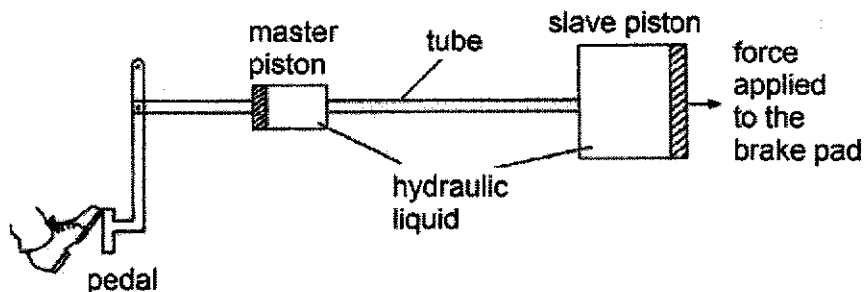 slave piston
master
piston
tube
force
applied
to the
brake pad
hydraulic
liquid
pedal